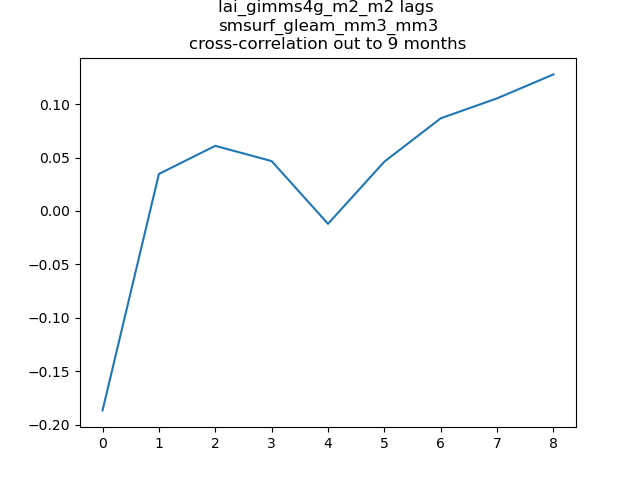 lai_gimms4g_m2_m2 lags
smsurf_gleam_mm3_mm3
cross-correlation out to 9 months
0.10
0.05
0.00
−0.05
−0.10
−0.15
−0.20
0 1 2 3 4 5 6 7 8